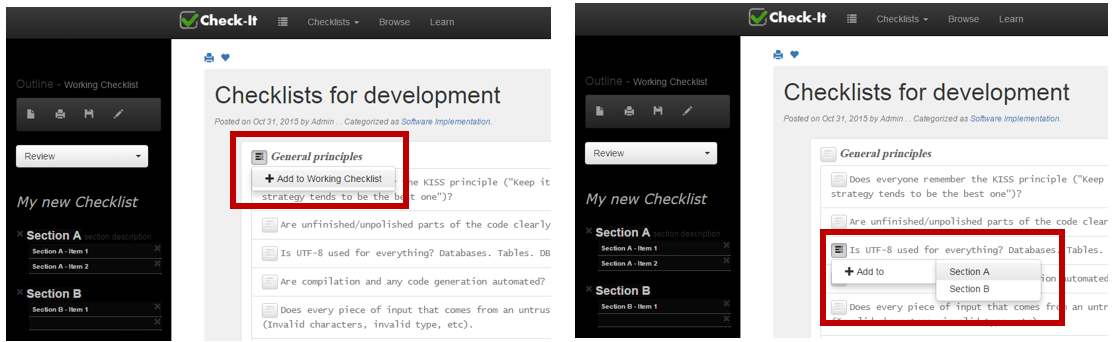 Check-It
Checklists
Browse
Learn
Outline - Working Checklist
Review
My new Checklist
Section A section description
Section A - Item 1
Section A - Item 2
Section B
Section B - Item 1
Checklists for development
Posted on Oct 31, 2015 by Admin . . Categorized as Software Implementation.
General principles
Add to Working Checklist
the KISS principle ("Keep it
strategy tends to be the best one")?
Are unfinished/unpolished parts of the code clearly
Is UTF-8 used for everything? Databases. Tables. DB
Are compilation and any code generation automated?
Does every piece of input that comes from an untrus
(Invalid characters, invalid type, etc).
Check-It
Checklists
Browse
Learn
Outline - Working Checklist
Review
My new Checklist
Section A section description
Section A - Item 1
Section A - Item 2
Section B
Section B - Item 1
Checklists for development
Posted on Oct 31, 2015 by Admin . . Categorized as Software Implementation.
General principles
Does everyone remember the KISS principle ("Keep
strategy tends to be the best one")?
Are unfinished/unpolished parts of the code clearly
Is UTF-8 used for everything? Databases. Tables.
Add to
Section A
Section B
generation automated
Does every piece of input that comes from an untrus